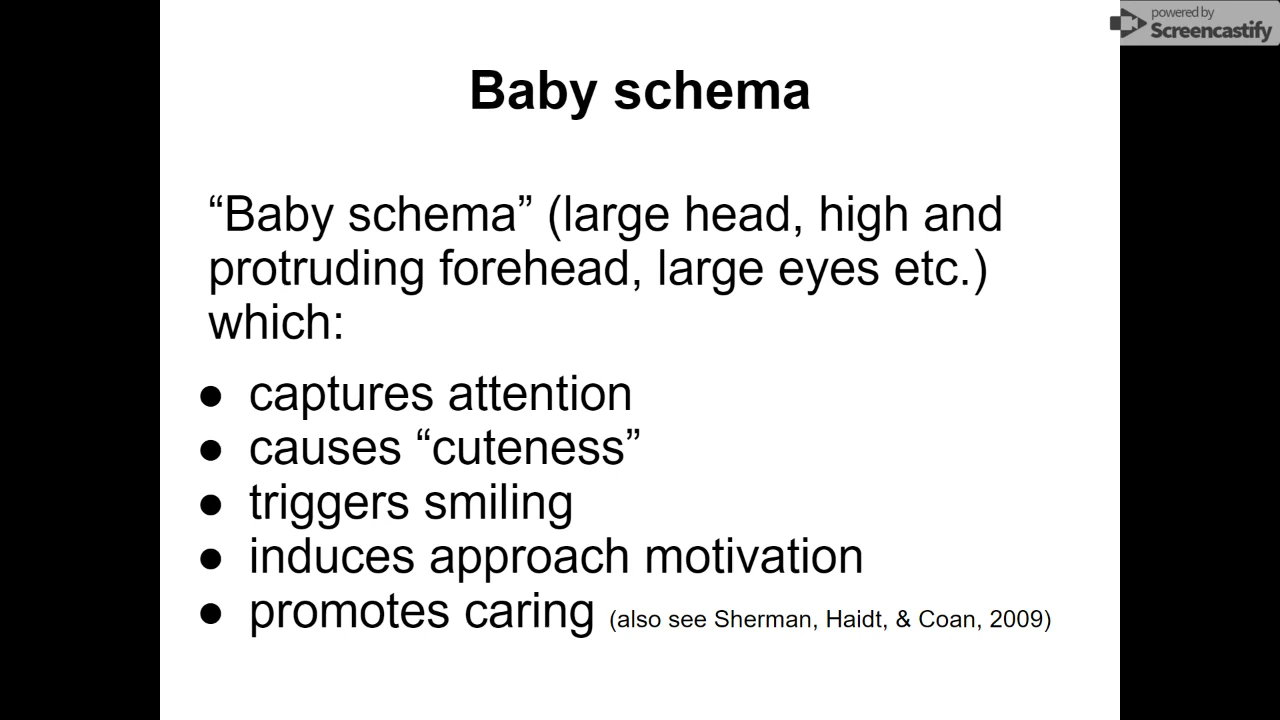 powered by
Screencastify
Baby schema
“Baby schema” (large head, high and
protruding forehead, large eyes etc.)
which:
● captures attention
● causes “cuteness”
● triggers smiling
● induces approach motivation
● promotes caring (also see Sherman, Haidt, & Coan, 2009)